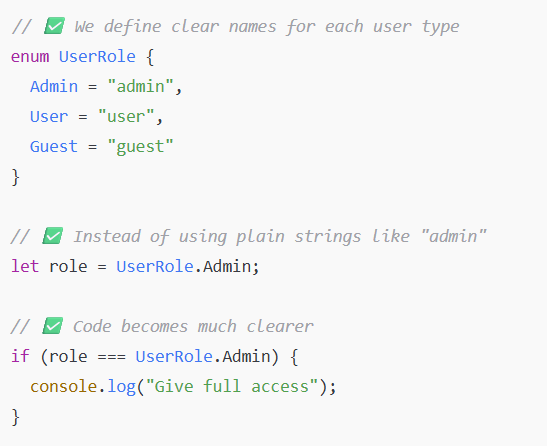 // ✅ We define clear names for each user type
enum UserRole {
  Admin = "admin",
  User = "user",
  Guest = "guest"
}

// ✅ Instead of using plain strings like "admin"
let role = UserRole.Admin;

// ✅ Code becomes much clearer
if (role === UserRole.Admin) {
  console.log("Give full access");
}